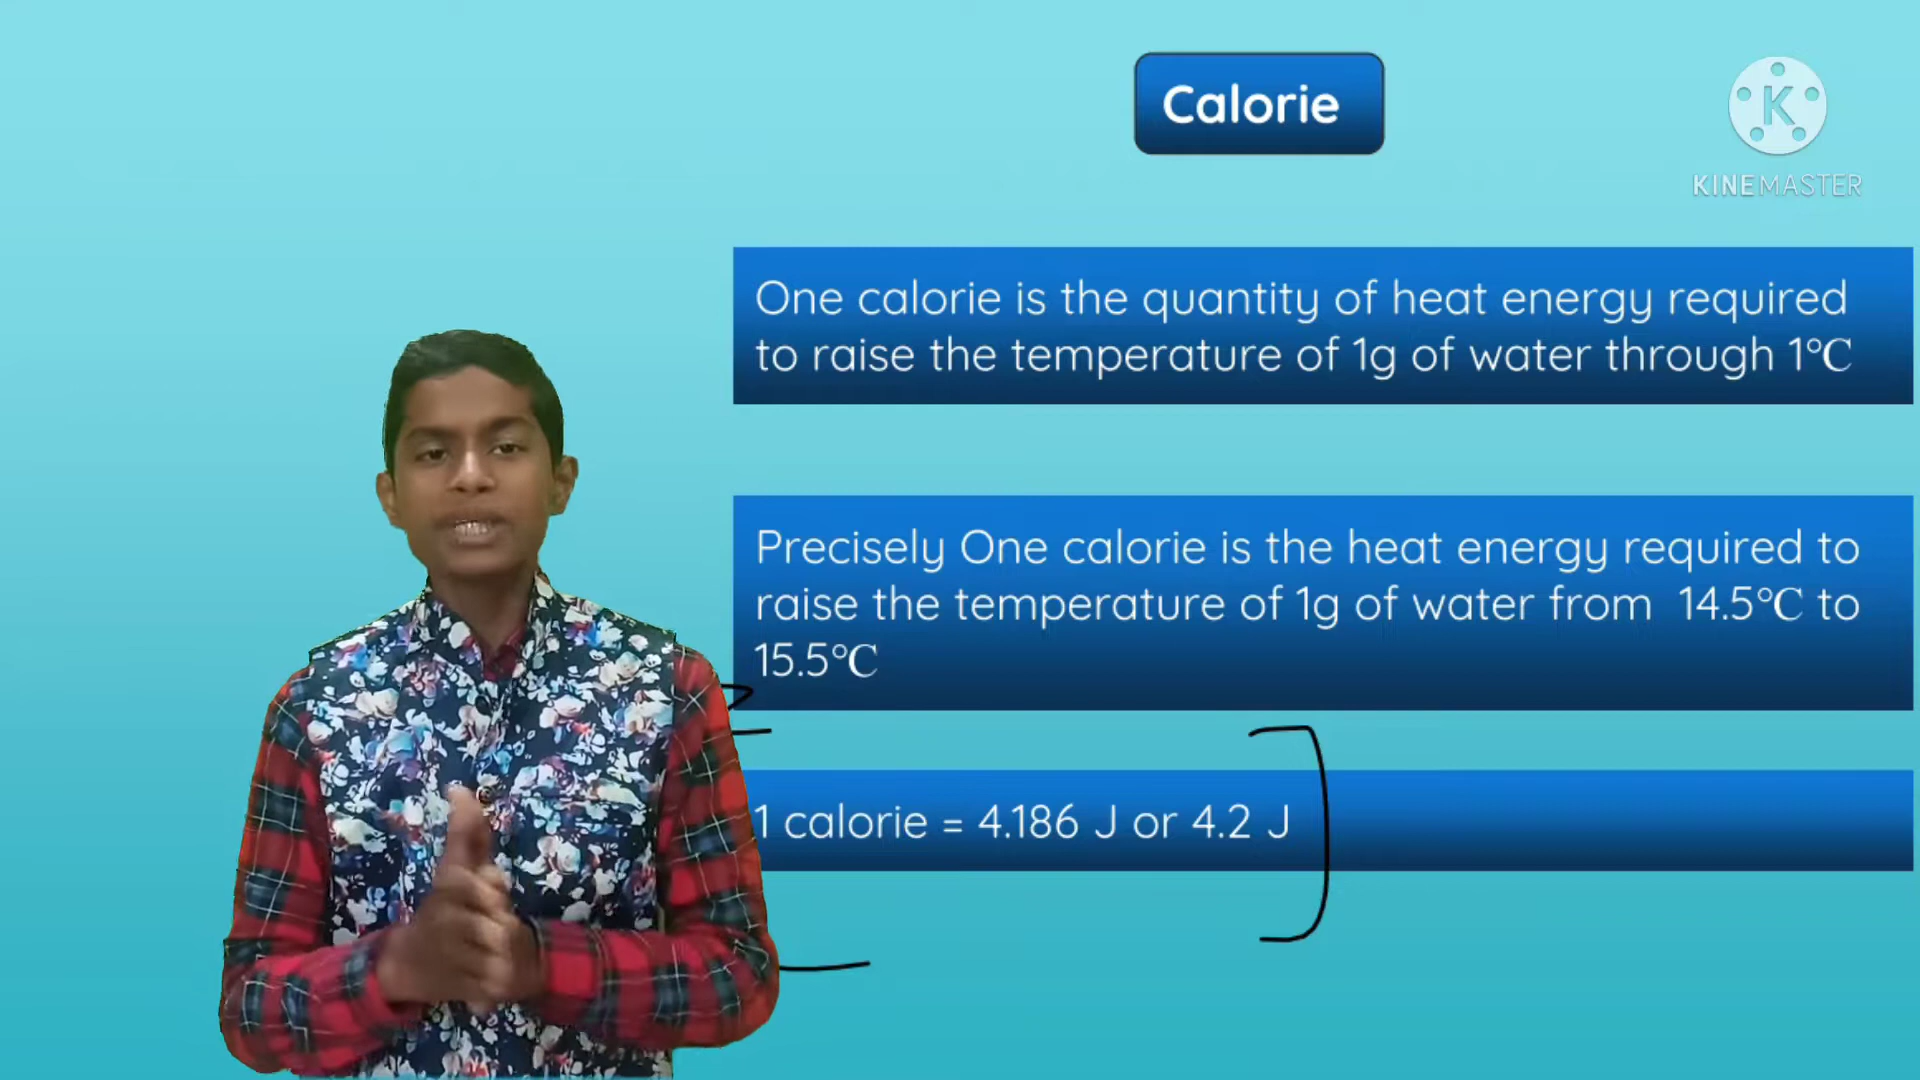 Calorie
K
KINEMASTER
One calorie is the quantity of heat energy required
to raise the temperature of 1g of water through 1°C
Precisely One calorie is the heat energy required to
raise the temperature of 1g of water from 14.5°C to
15.5°C
1 calorie = 4.186 J or 4.2 J